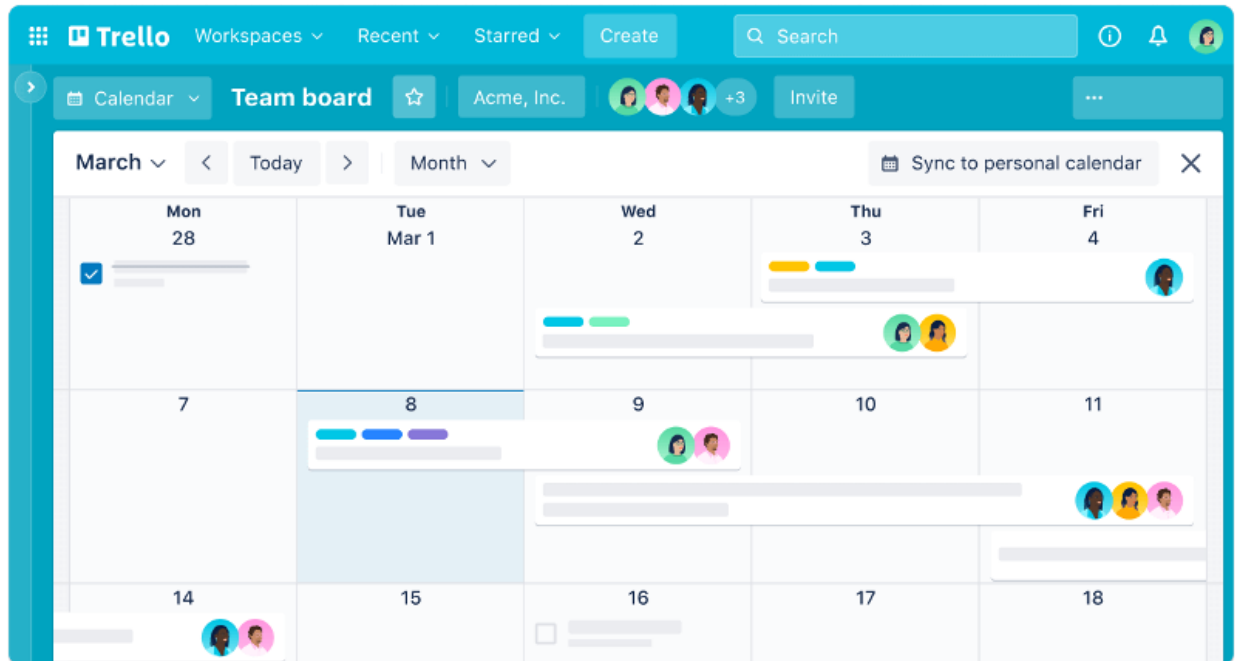 Trello Workspaces Recent Starred Create Search
Calendar Team board Acme, Inc. +3 Invite ...
March Today Month Sync to personal calendar
Mon Tue Wed Thu Fri
28 Mar 1 2 3 4
7 8 9 10 11
14 15 16 17 18